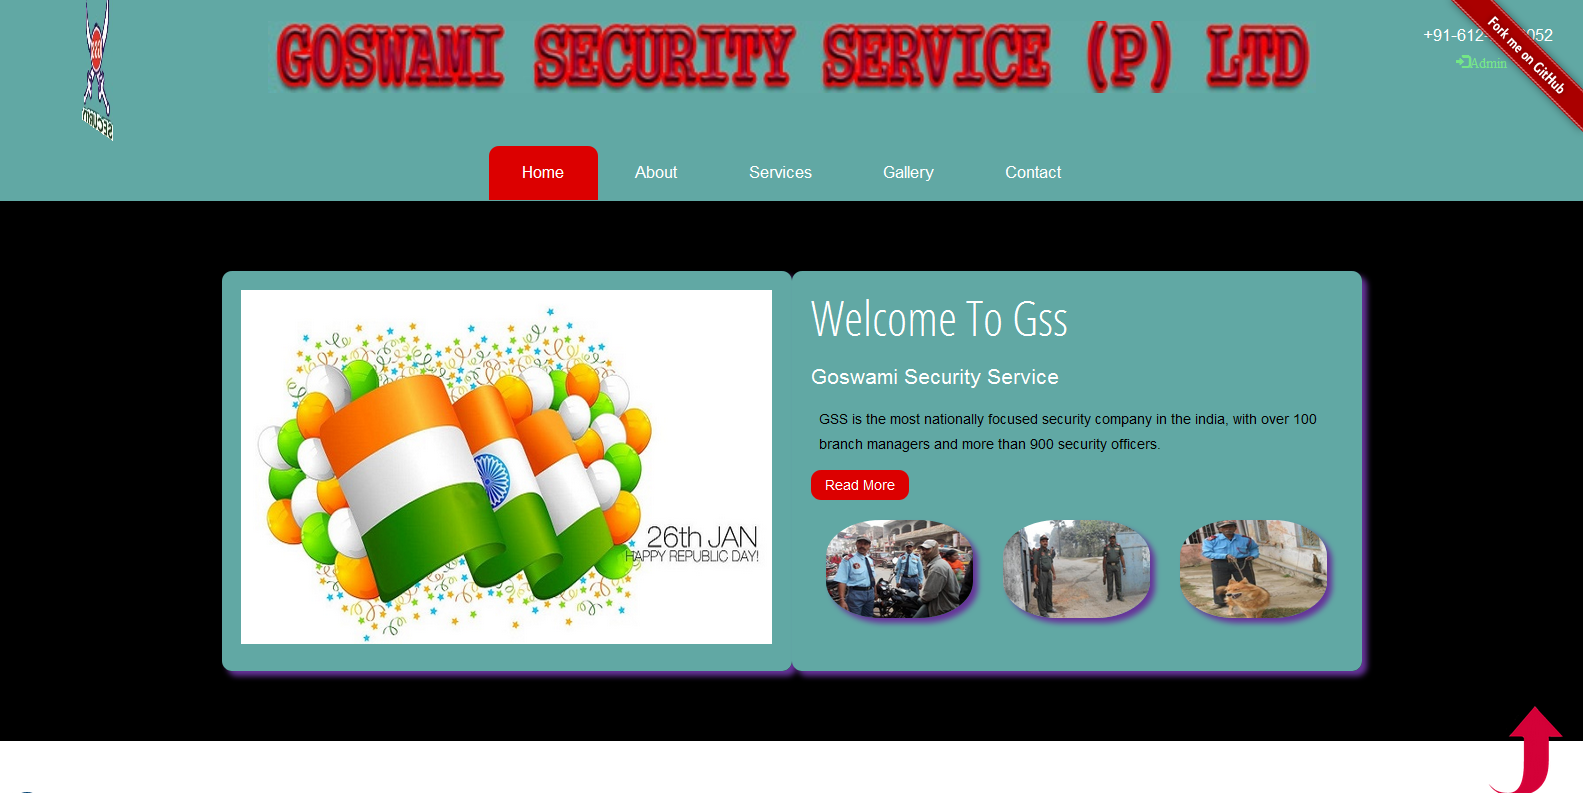 GOSWAMI SECURITY SERVICE (P) LTD
+91-612- 052
Admin
Fork me on GitHub
SECURITY
Home
About
Services
Gallery
Contact
Welcome To Gss
Goswami Security Service
GSS is the most nationally focused security company in the india, with over 100
branch managers and more than 900 security officers.
Read More
26th JAN
HAPPY REPUBLIC DAY!